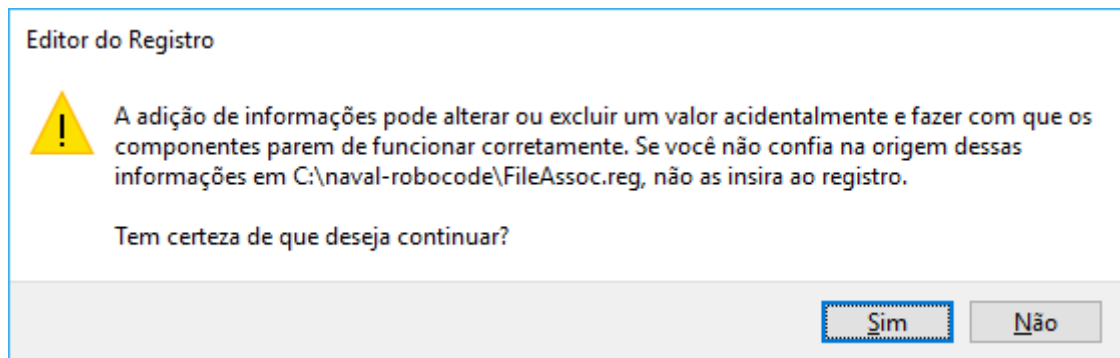 Editor do Registro
A adição de informações pode alterar ou excluir um valor acidentalmente e fazer com que os
componentes parem de funcionar corretamente. Se você não confia na origem dessas
informações em C:\naval-robocode\FileAssoc.reg, não as insira ao registro.
Tem certeza de que deseja continuar?
Sim
Não